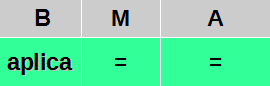 B M A
aplica = =